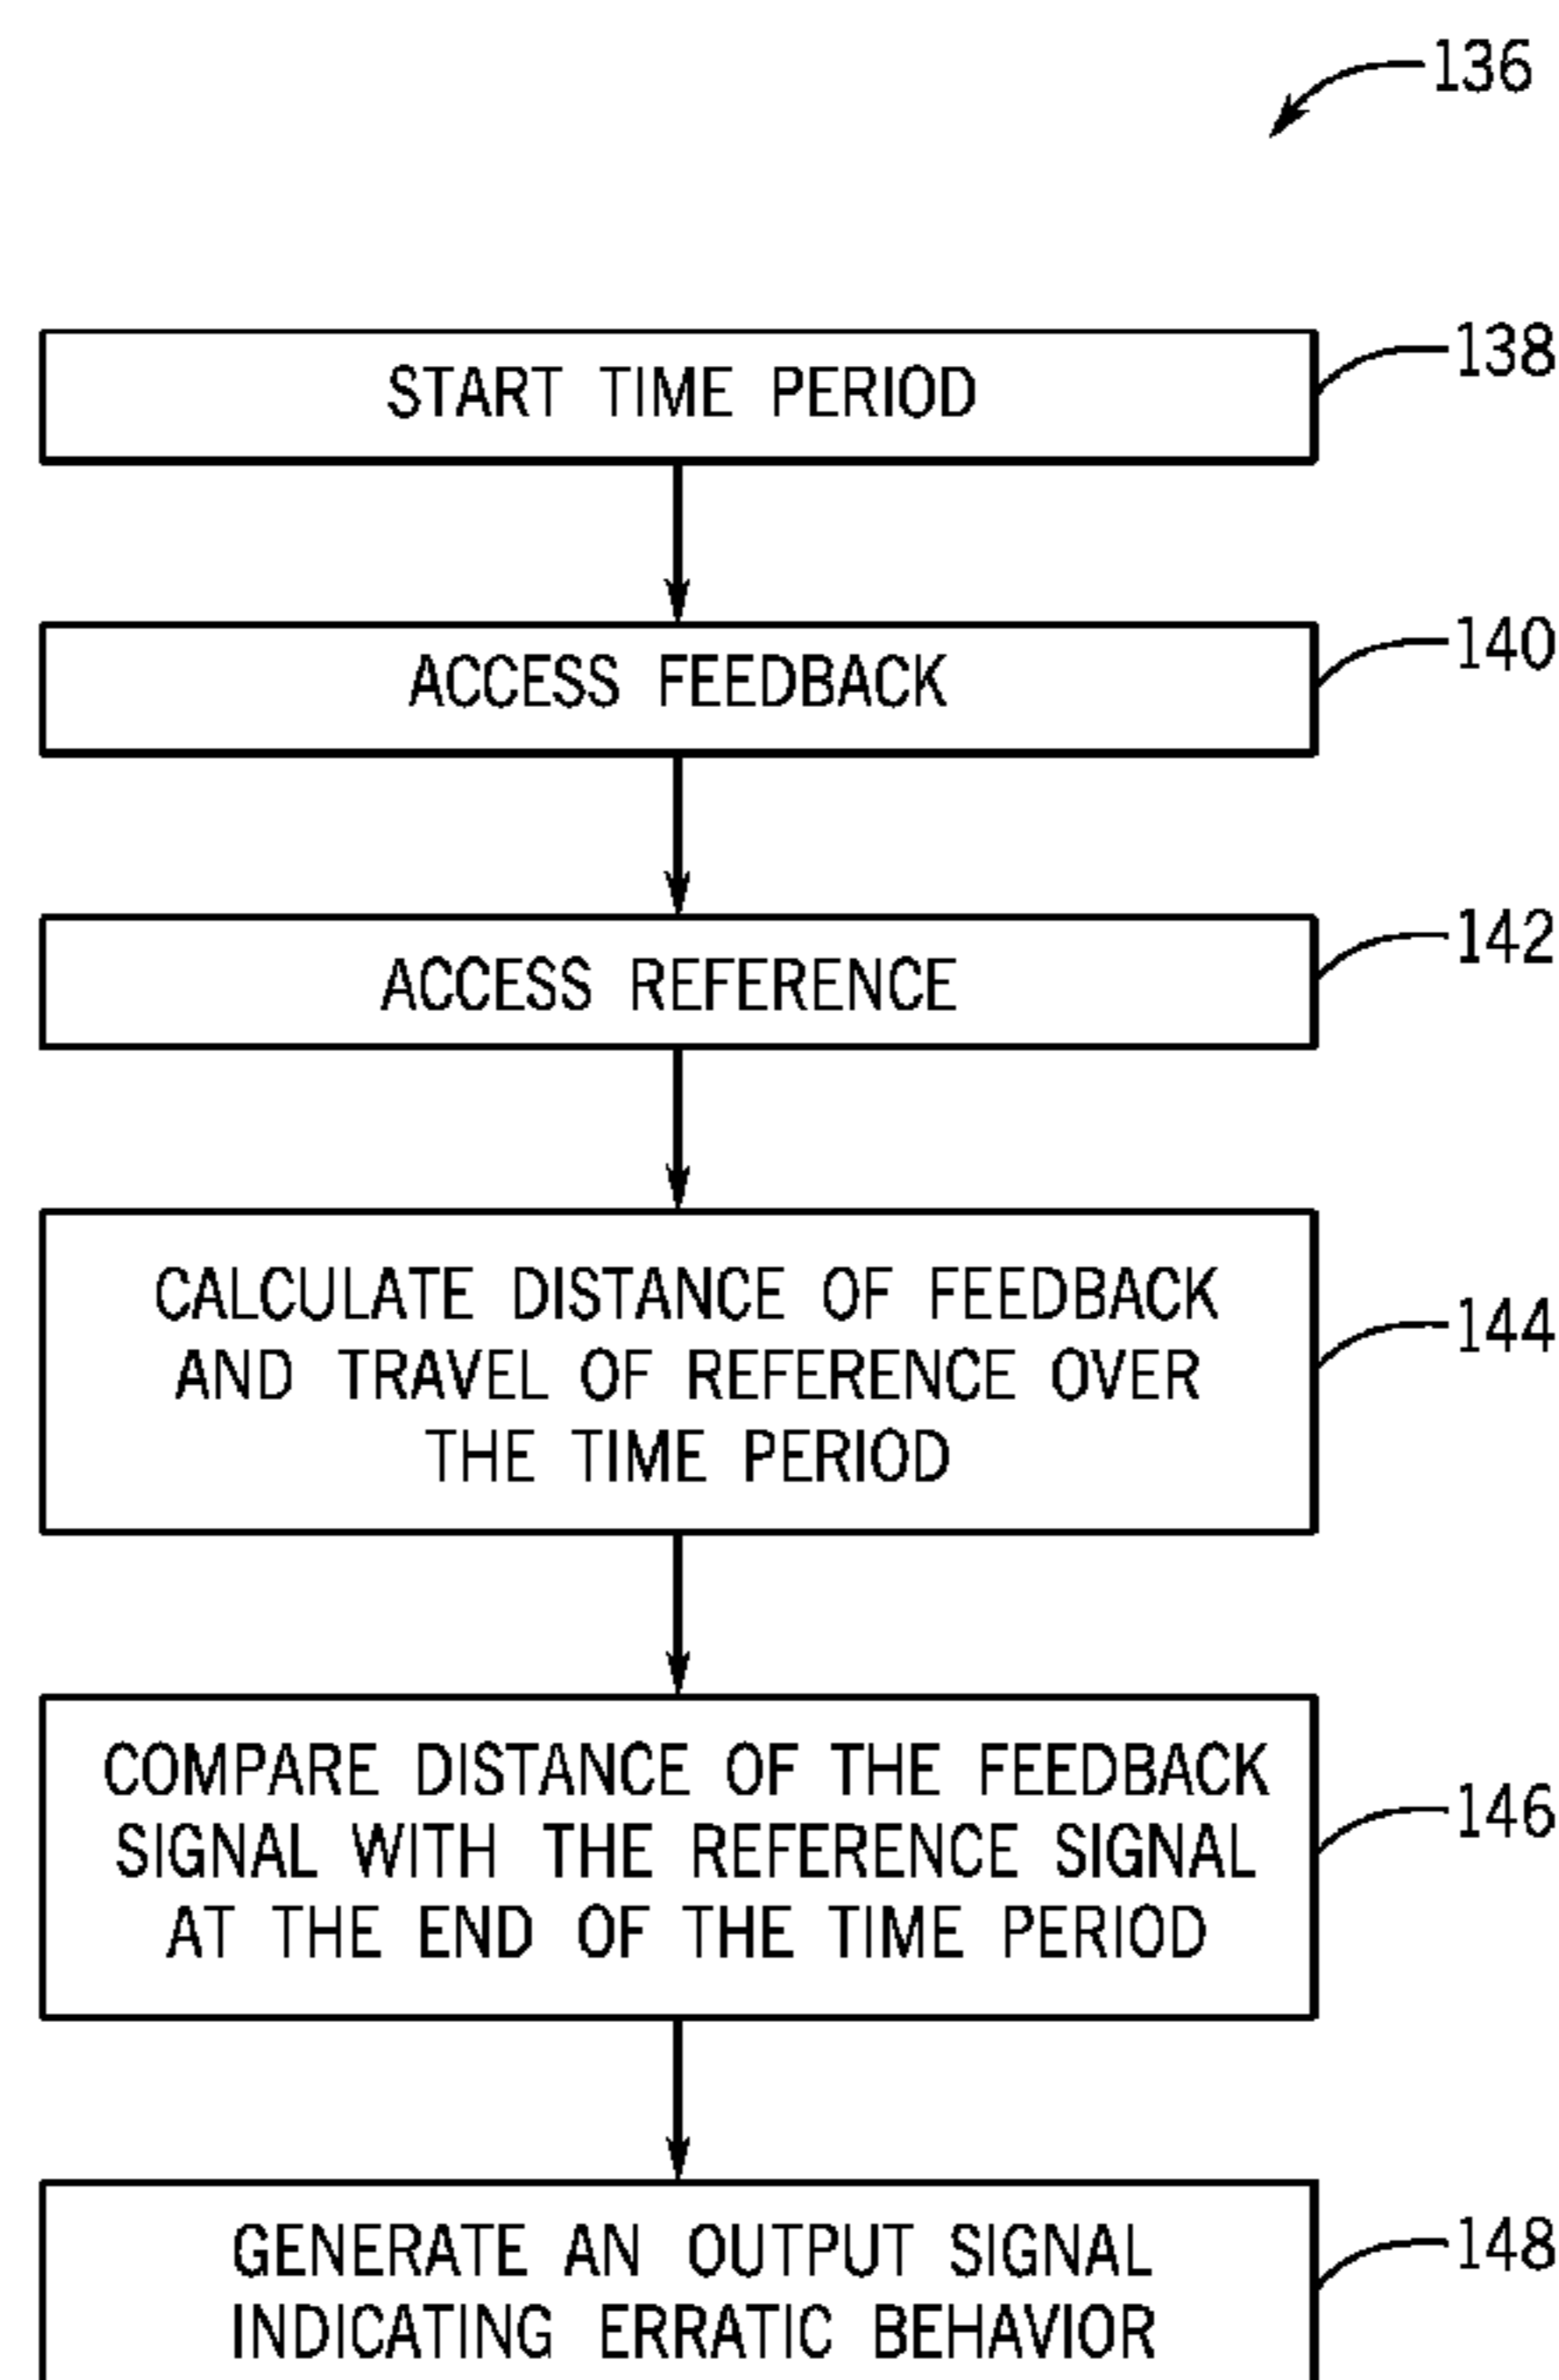 136
START TIME PERIOD
138
ACCESS FEEDBACK
140
ACCESS REFERENCE
142
CALCULATE DISTANCE OF FEEDBACK
AND TRAVEL OF REFERENCE OVER
THE TIME PERIOD
144
COMPARE DISTANCE OF THE FEEDBACK
SIGNAL WITH THE REFERENCE SIGNAL
AT THE END OF THE TIME PERIOD
146
GENERATE AN OUTPUT SIGNAL
INDICATING ERRATIC BEHAVIOR
148